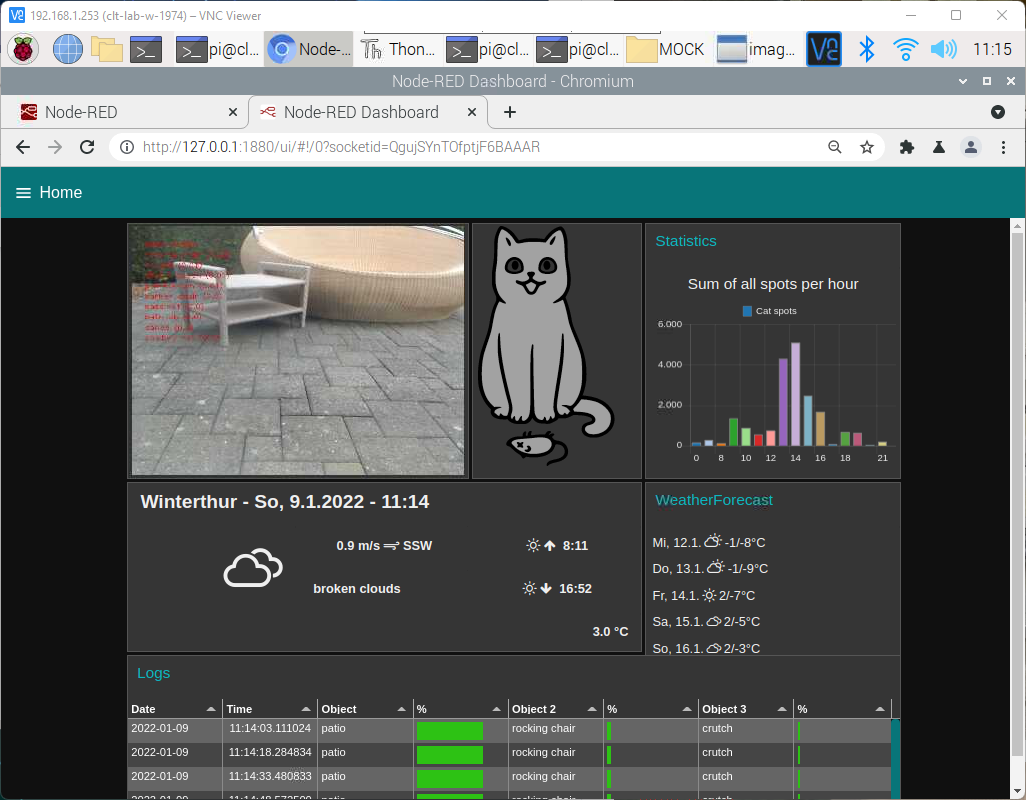 192.168.1.253 (clt-lab-w-1974) – VNC Viewer
pi@cl... Node-... Thon... pi@cl... pi@cl... MOCK imag... 11:15
Node-RED Dashboard - Chromium
Node-RED Node-RED Dashboard
http://127.0.0.1:1880/ui/#!/0?socketid=QgujSYnTOfptjF6BAAAR
Home
Statistics
Sum of all spots per hour
Cat spots
6.000
4.000
2.000
0
0 8 10 12 14 16 18 21
Winterthur - So, 9.1.2022 - 11:14
0.9 m/s SSW 8:11
broken clouds 16:52
3.0 °C
WeatherForecast
Mi, 12.1. -1/-8°C
Do, 13.1. -1/-9°C
Fr, 14.1. 2/-7°C
Sa, 15.1. 2/-5°C
So, 16.1. 2/-3°C
Logs
Date Time Object % Object 2 % Object 3 %
2022-01-09 11:14:03.111024 patio rocking chair crutch
2022-01-09 11:14:18.284834 patio rocking chair crutch
2022-01-09 11:14:33.480833 patio rocking chair crutch